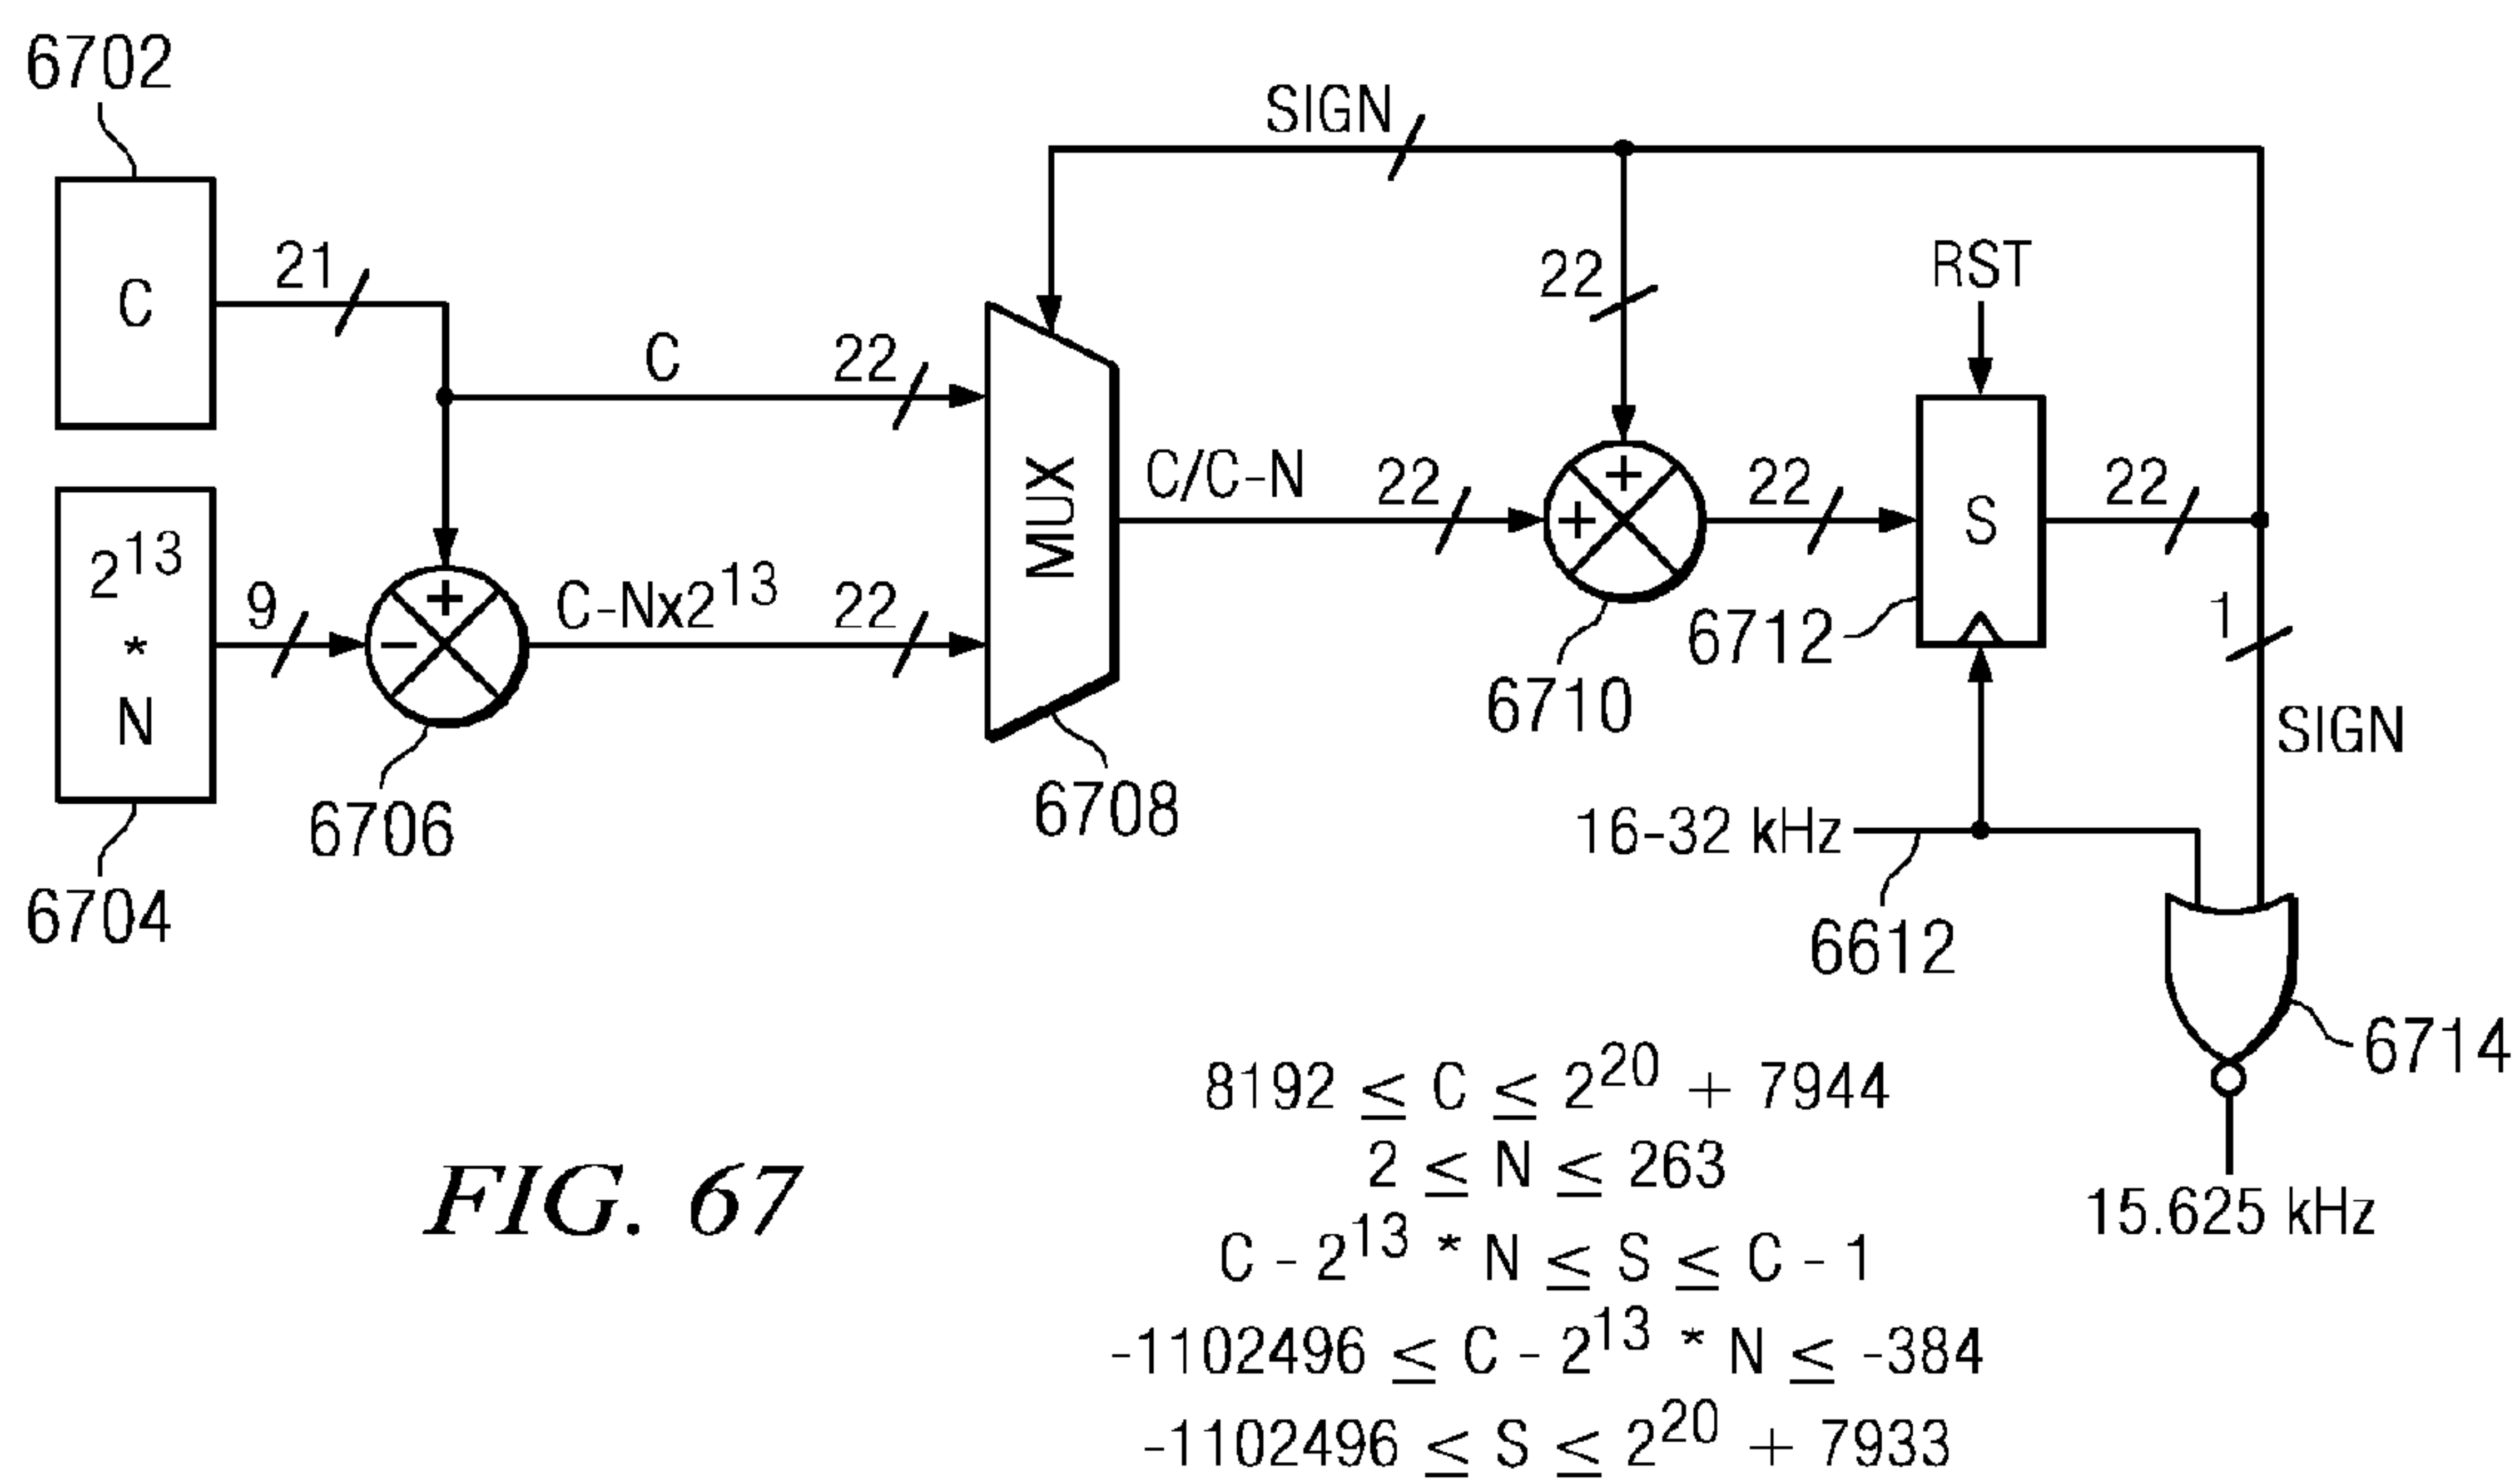 6702
SIGN
C
21
22
RST
C
22
MUX
C/C-N
22
22
S
22
2^13
*
N
9
C-Nx2^13
22
+
−
+
+
6712
1
SIGN
6710
6706
6708
16-32 kHz
6704
6612
6714
8192 ≤ C ≤ 2^20 + 7944
2 ≤ N ≤ 263
15.625 kHz
FIG. 67
C - 2^13 * N ≤ S ≤ C - 1
-1102496 ≤ C - 2^13 * N ≤ -384
-1102496 ≤ S ≤ 2^20 + 7933